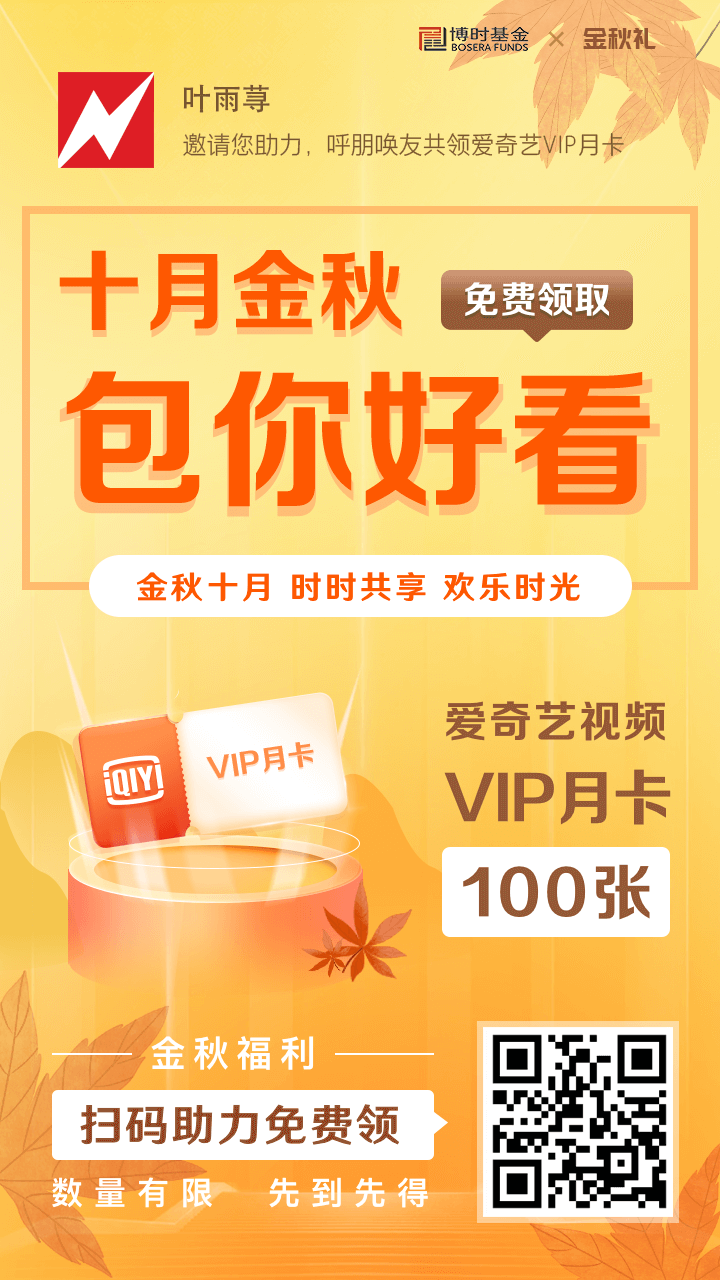 博时基金 BOSERA FUNDS × 金秋礼
叶雨荨
邀请您助力，呼朋唤友共领爱奇艺VIP月卡
十月金秋
免费领取
包你好看
金秋十月 时时共享 欢乐时光
iQIYI
VIP月卡
爱奇艺视频
VIP月卡
100张
金秋福利
扫码助力免费领
数量有限 先到先得